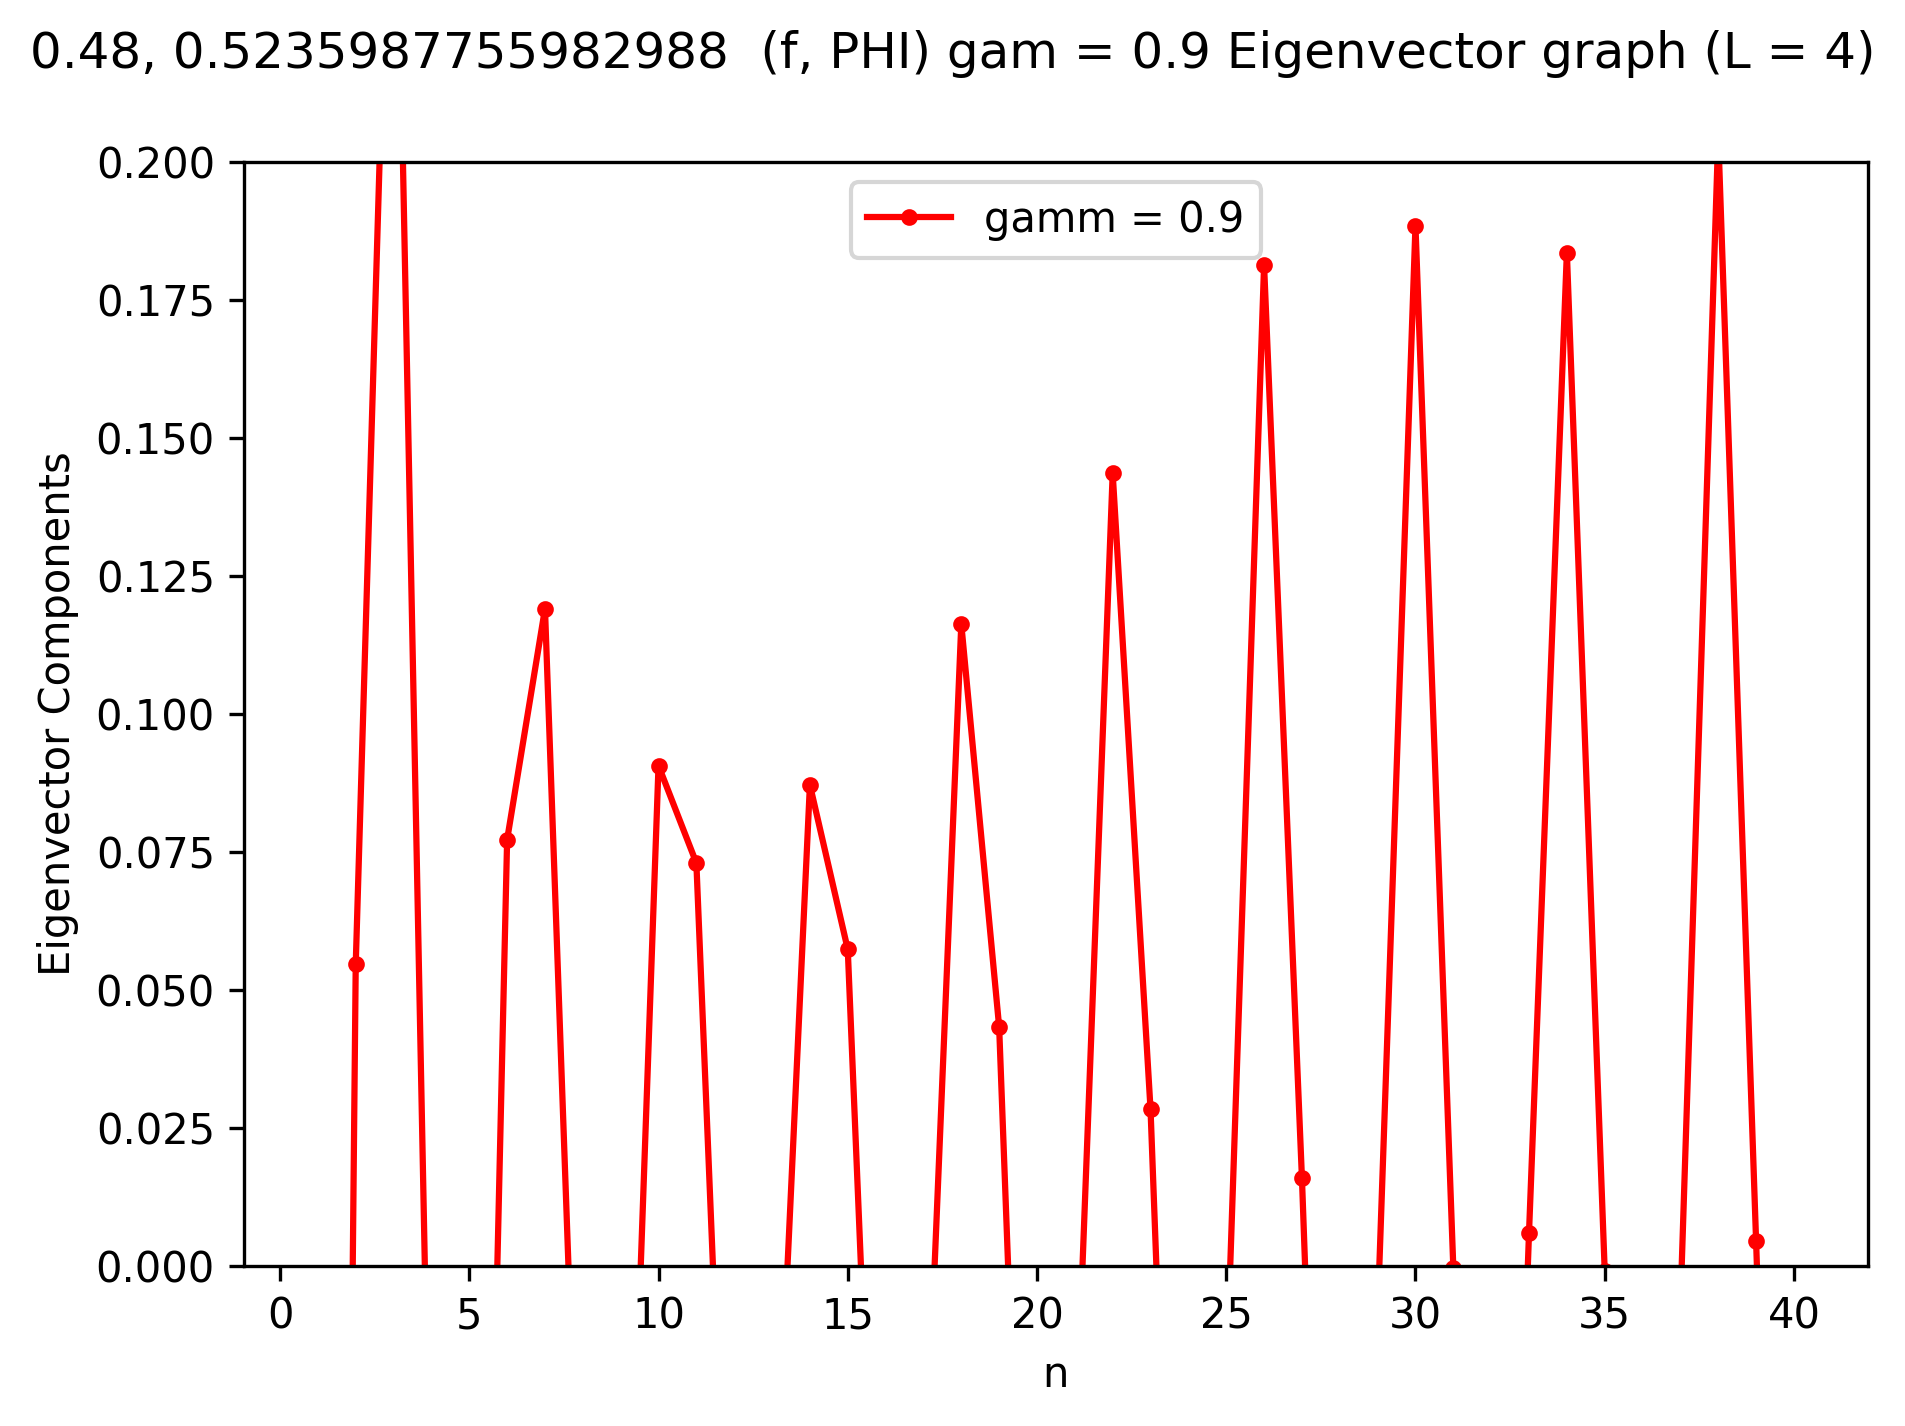 0.48, 0.5235987755982988  (f, PHI) gam = 0.9 Eigenvector graph (L = 4)
gamm = 0.9
Eigenvector Components
0.200
0.175
0.150
0.125
0.100
0.075
0.050
0.025
0.000
0 5 10 15 20 25 30 35 40
n